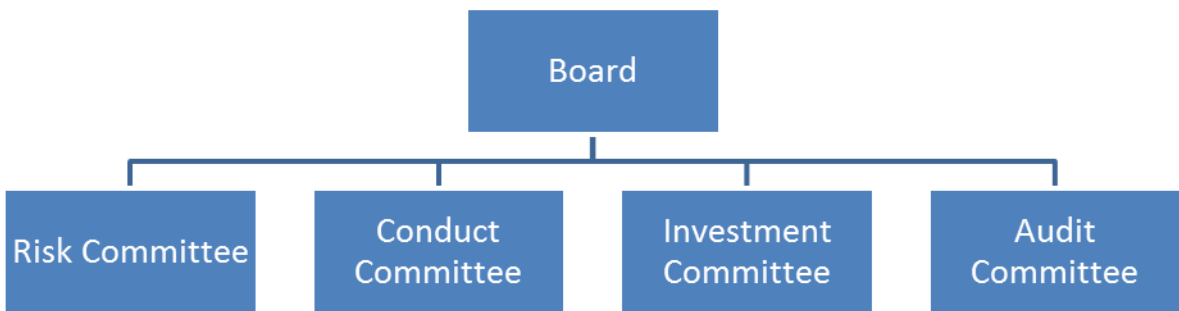 Board
Risk Committee
Conduct
Committee
Investment
Committee
Audit
Committee